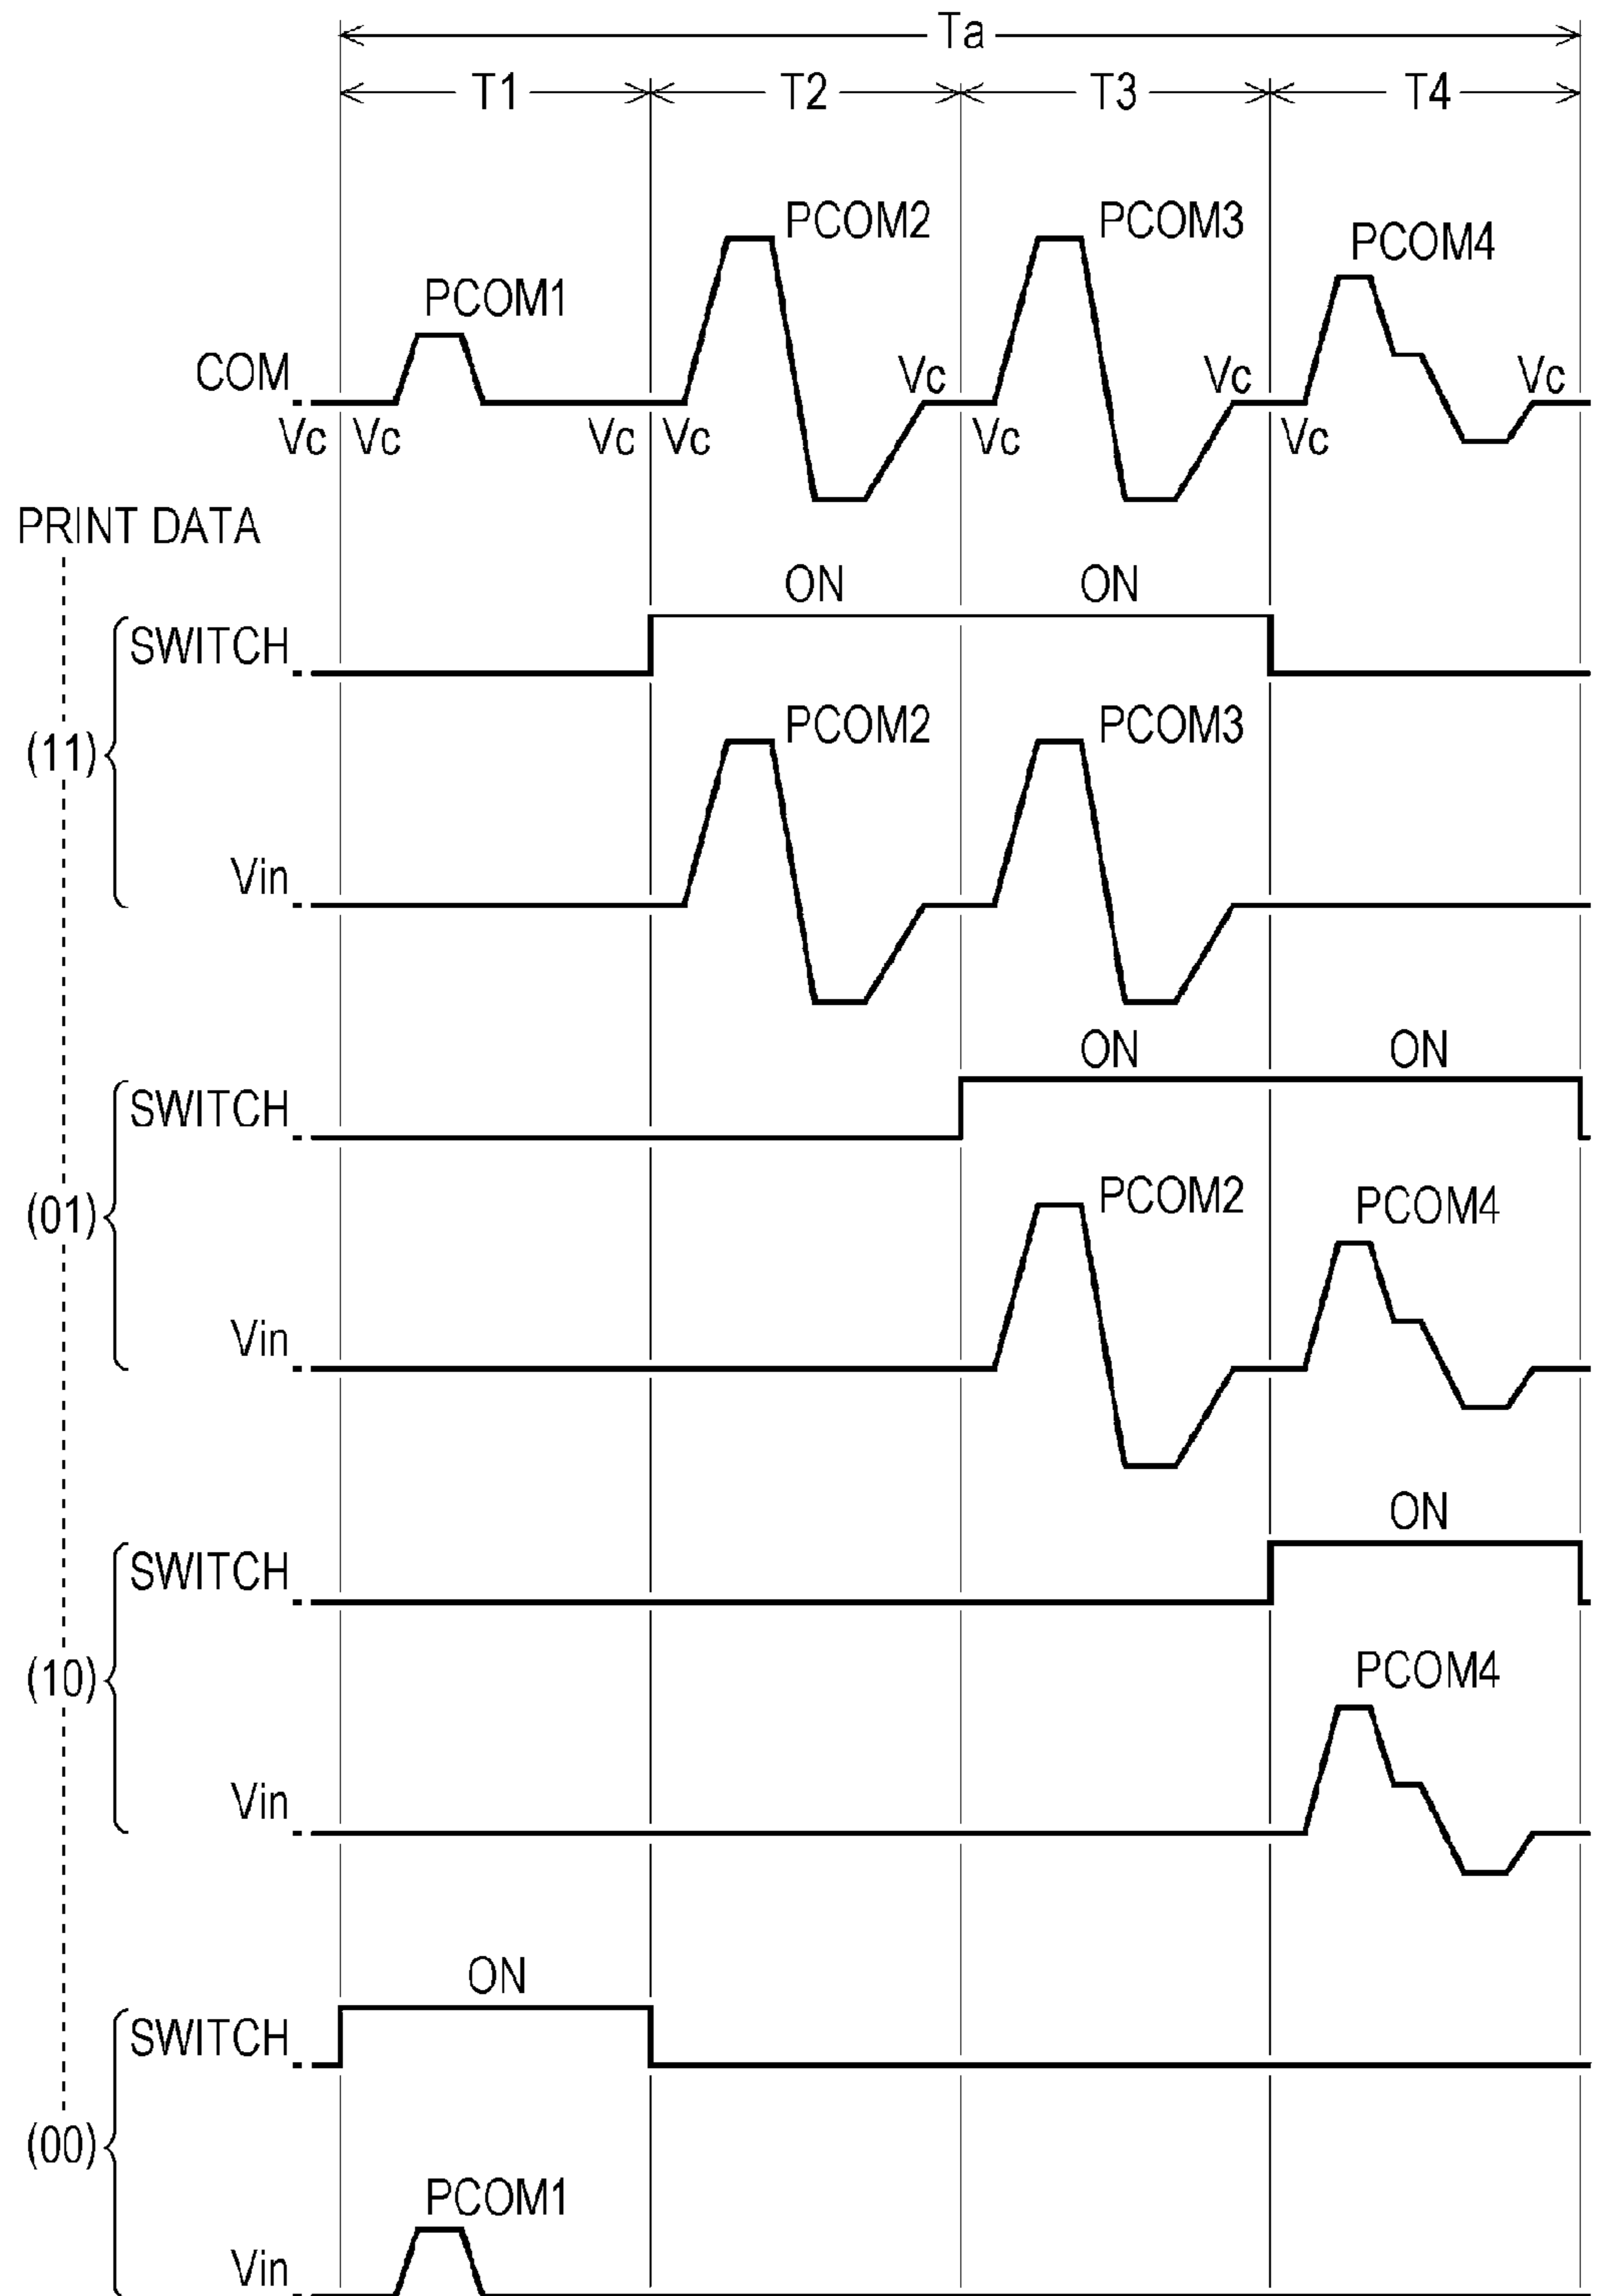 Ta
T1 T2 T3 T4
PCOM1 PCOM2 PCOM3 PCOM4
COM
Vc Vc Vc
Vc Vc Vc Vc Vc Vc
PRINT DATA
ON ON
SWITCH
PCOM2 PCOM3
(11)
Vin
ON ON
SWITCH
PCOM2 PCOM4
(01)
Vin
ON
SWITCH
PCOM4
(10)
Vin
ON
SWITCH
(00)
PCOM1
Vin